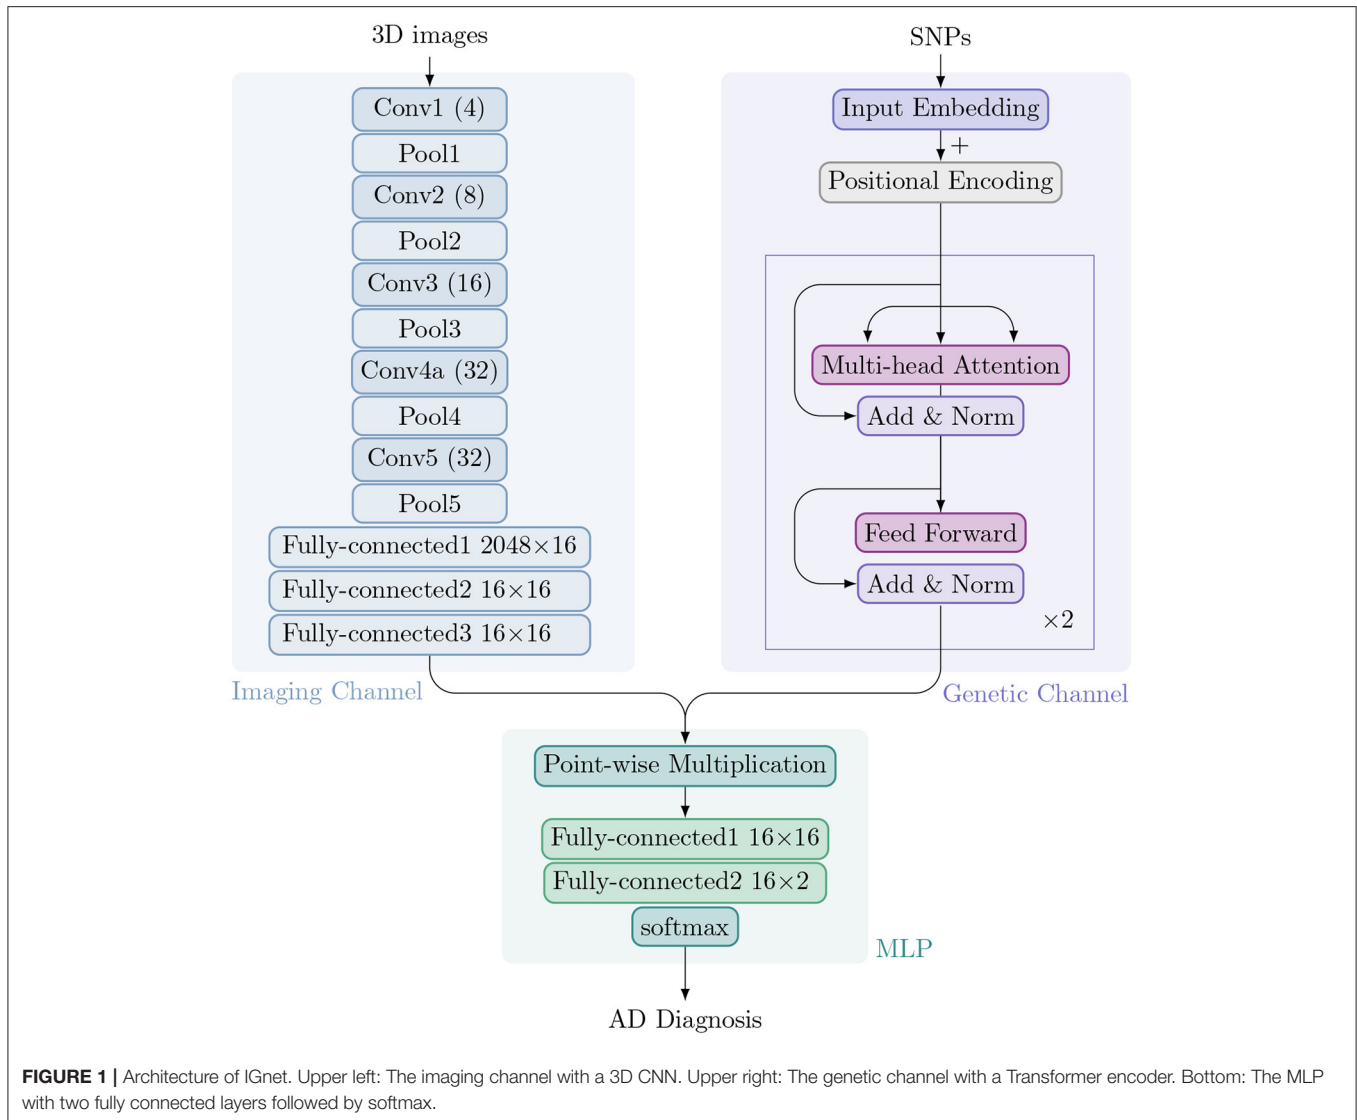 3D images
Conv1 (4)
Pool1
Conv2 (8)
Pool2
Conv3 (16)
Pool3
Conv4a (32)
Pool4
Conv5 (32)
Pool5
Fully-connected1 2048×16
Fully-connected2 16×16
Fully-connected3 16×16
Imaging Channel
SNPs
Input Embedding
+
Positional Encoding
Multi-head Attention
Add & Norm
Feed Forward
Add & Norm
×2
Genetic Channel
Point-wise Multiplication
Fully-connected1 16×16
Fully-connected2 16×2
softmax
MLP
AD Diagnosis
FIGURE 1 | Architecture of IGnet. Upper left: The imaging channel with a 3D CNN. Upper right: The genetic channel with a Transformer encoder. Bottom: The MLP
with two fully connected layers followed by softmax.